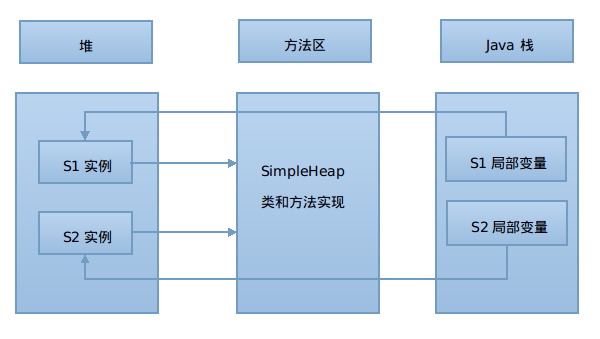 堆
方法区
Java 栈
S1 实例
S2 实例
SimpleHeap
类和方法实现
S1 局部变量
S2 局部变量